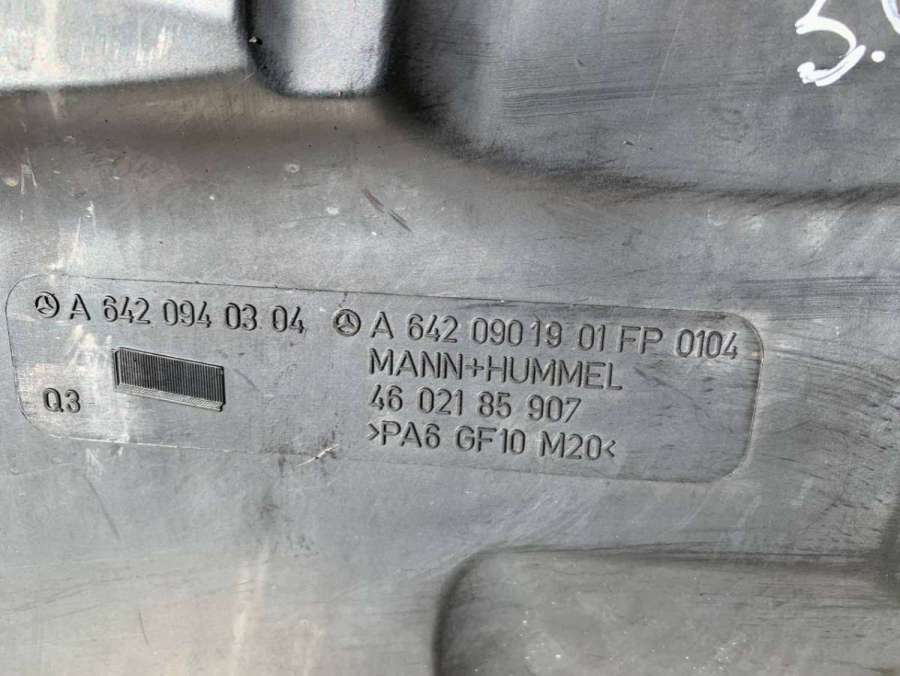 5.
A 642 094 03 04
A 642 090 19 01 FP 0104
MANN+HUMMEL
46 021 85 907
>PA6 GF10 M20<
Q3